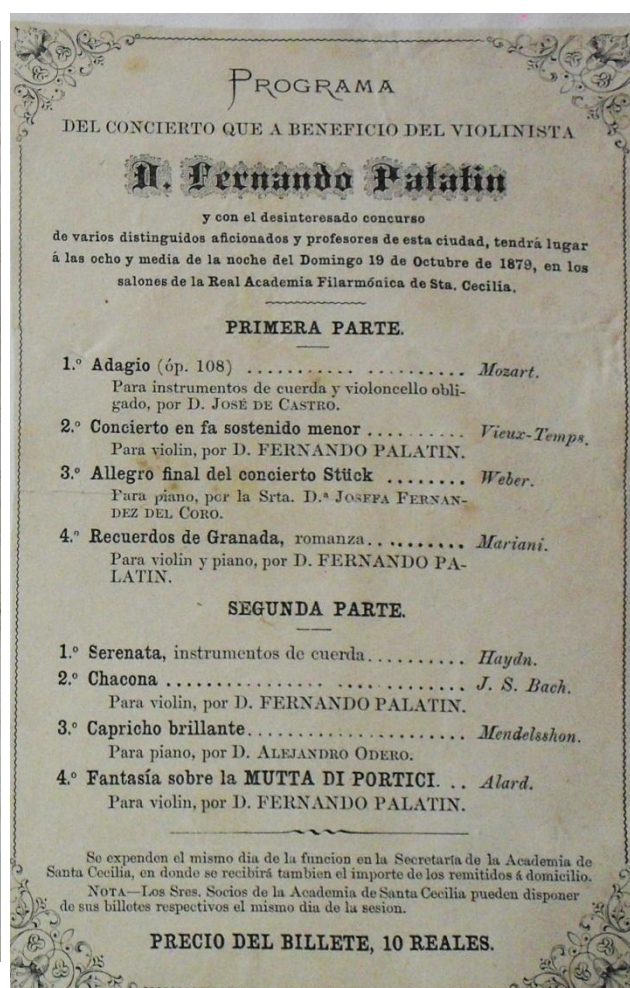 PROGRAMA
DEL CONCIERTO QUE A BENEFICIO DEL VIOLINISTA
D. Fernando Palatin
y con el desinteresado concurso
de varios distinguidos aficionados y profesores de esta ciudad, tendrá lugar
á las ocho y media de la noche del Domingo 19 de Octubre de 1879, en los
salones de la Real Academia Filarmónica de Sta. Cecilia.
PRIMERA PARTE.
1.º Adagio (óp. 108) ........... .......... Mozart.
Para instrumentos de cuerda y violoncello obli-
gado, por D. JOSÉ DE CASTRO.
2.º Concierto en fa sostenido menor .......... Vieux-Temps.
Para violin, por D. FERNANDO PALATIN.
3.º Allegro final del concierto Stück ........ Weber.
Para piano, por la Srta. D.ª JOSEFA FERNAN-
DEZ DEL CORO.
4.º Recuerdos de Granada, romanza.......... Mariani.
Para violin y piano, por D. FERNANDO PA-
LATIN.
SEGUNDA PARTE.
1.º Serenata, instrumentos de cuerda.......... Haydn.
2.º Chacona ............... .............. J. S. Bach.
Para violin, por D. FERNANDO PALATIN.
3.º Capricho brillante...................... Mendelsshon.
Para piano, por D. ALEJANDRO ODERO.
4.º Fantasía sobre la MUTTA DI PORTICI. .. Alard.
Para violin, por D. FERNANDO PALATIN.
Se expenden el mismo dia de la funcion en la Secretaría de la Academia de
Santa Cecilia, en donde se recibirá tambien el importe de los remitidos á domicilio.
NOTA—Los Sres. Socios de la Academia de Santa Cecilia pueden disponer
de sus billetes respectivos el mismo dia de la sesion.
PRECIO DEL BILLETE, 10 REALES.